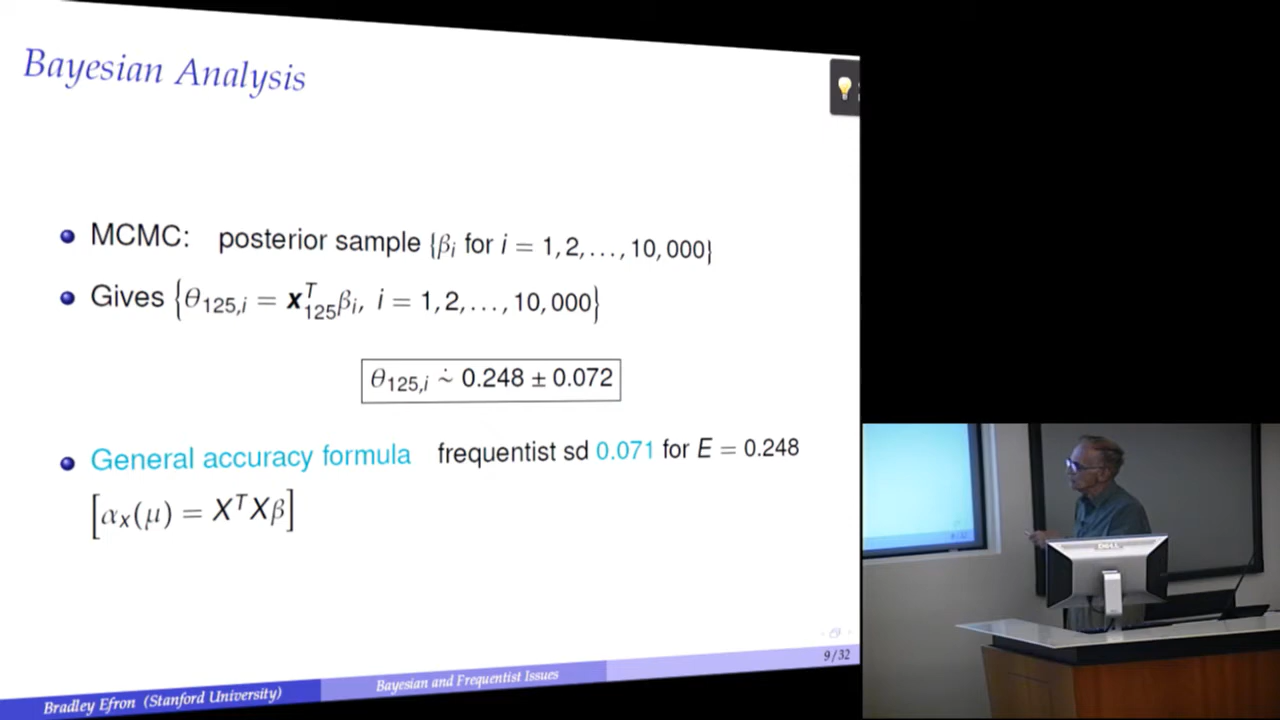 Bayesian Analysis
MCMC: posterior sample {βᵢ for i = 1, 2, . . . , 10, 000}
Gives {θ₁₂₅,ᵢ = xᵀ₁₂₅βᵢ, i = 1, 2, . . . , 10, 000}
θ₁₂₅,ᵢ ∼̇ 0.248 ± 0.072
General accuracy formula frequentist sd 0.071 for E = 0.248
[αₓ(μ) = XᵀXβ]
9/32
Bradley Efron (Stanford University) Bayesian and Frequentist Issues
DELL